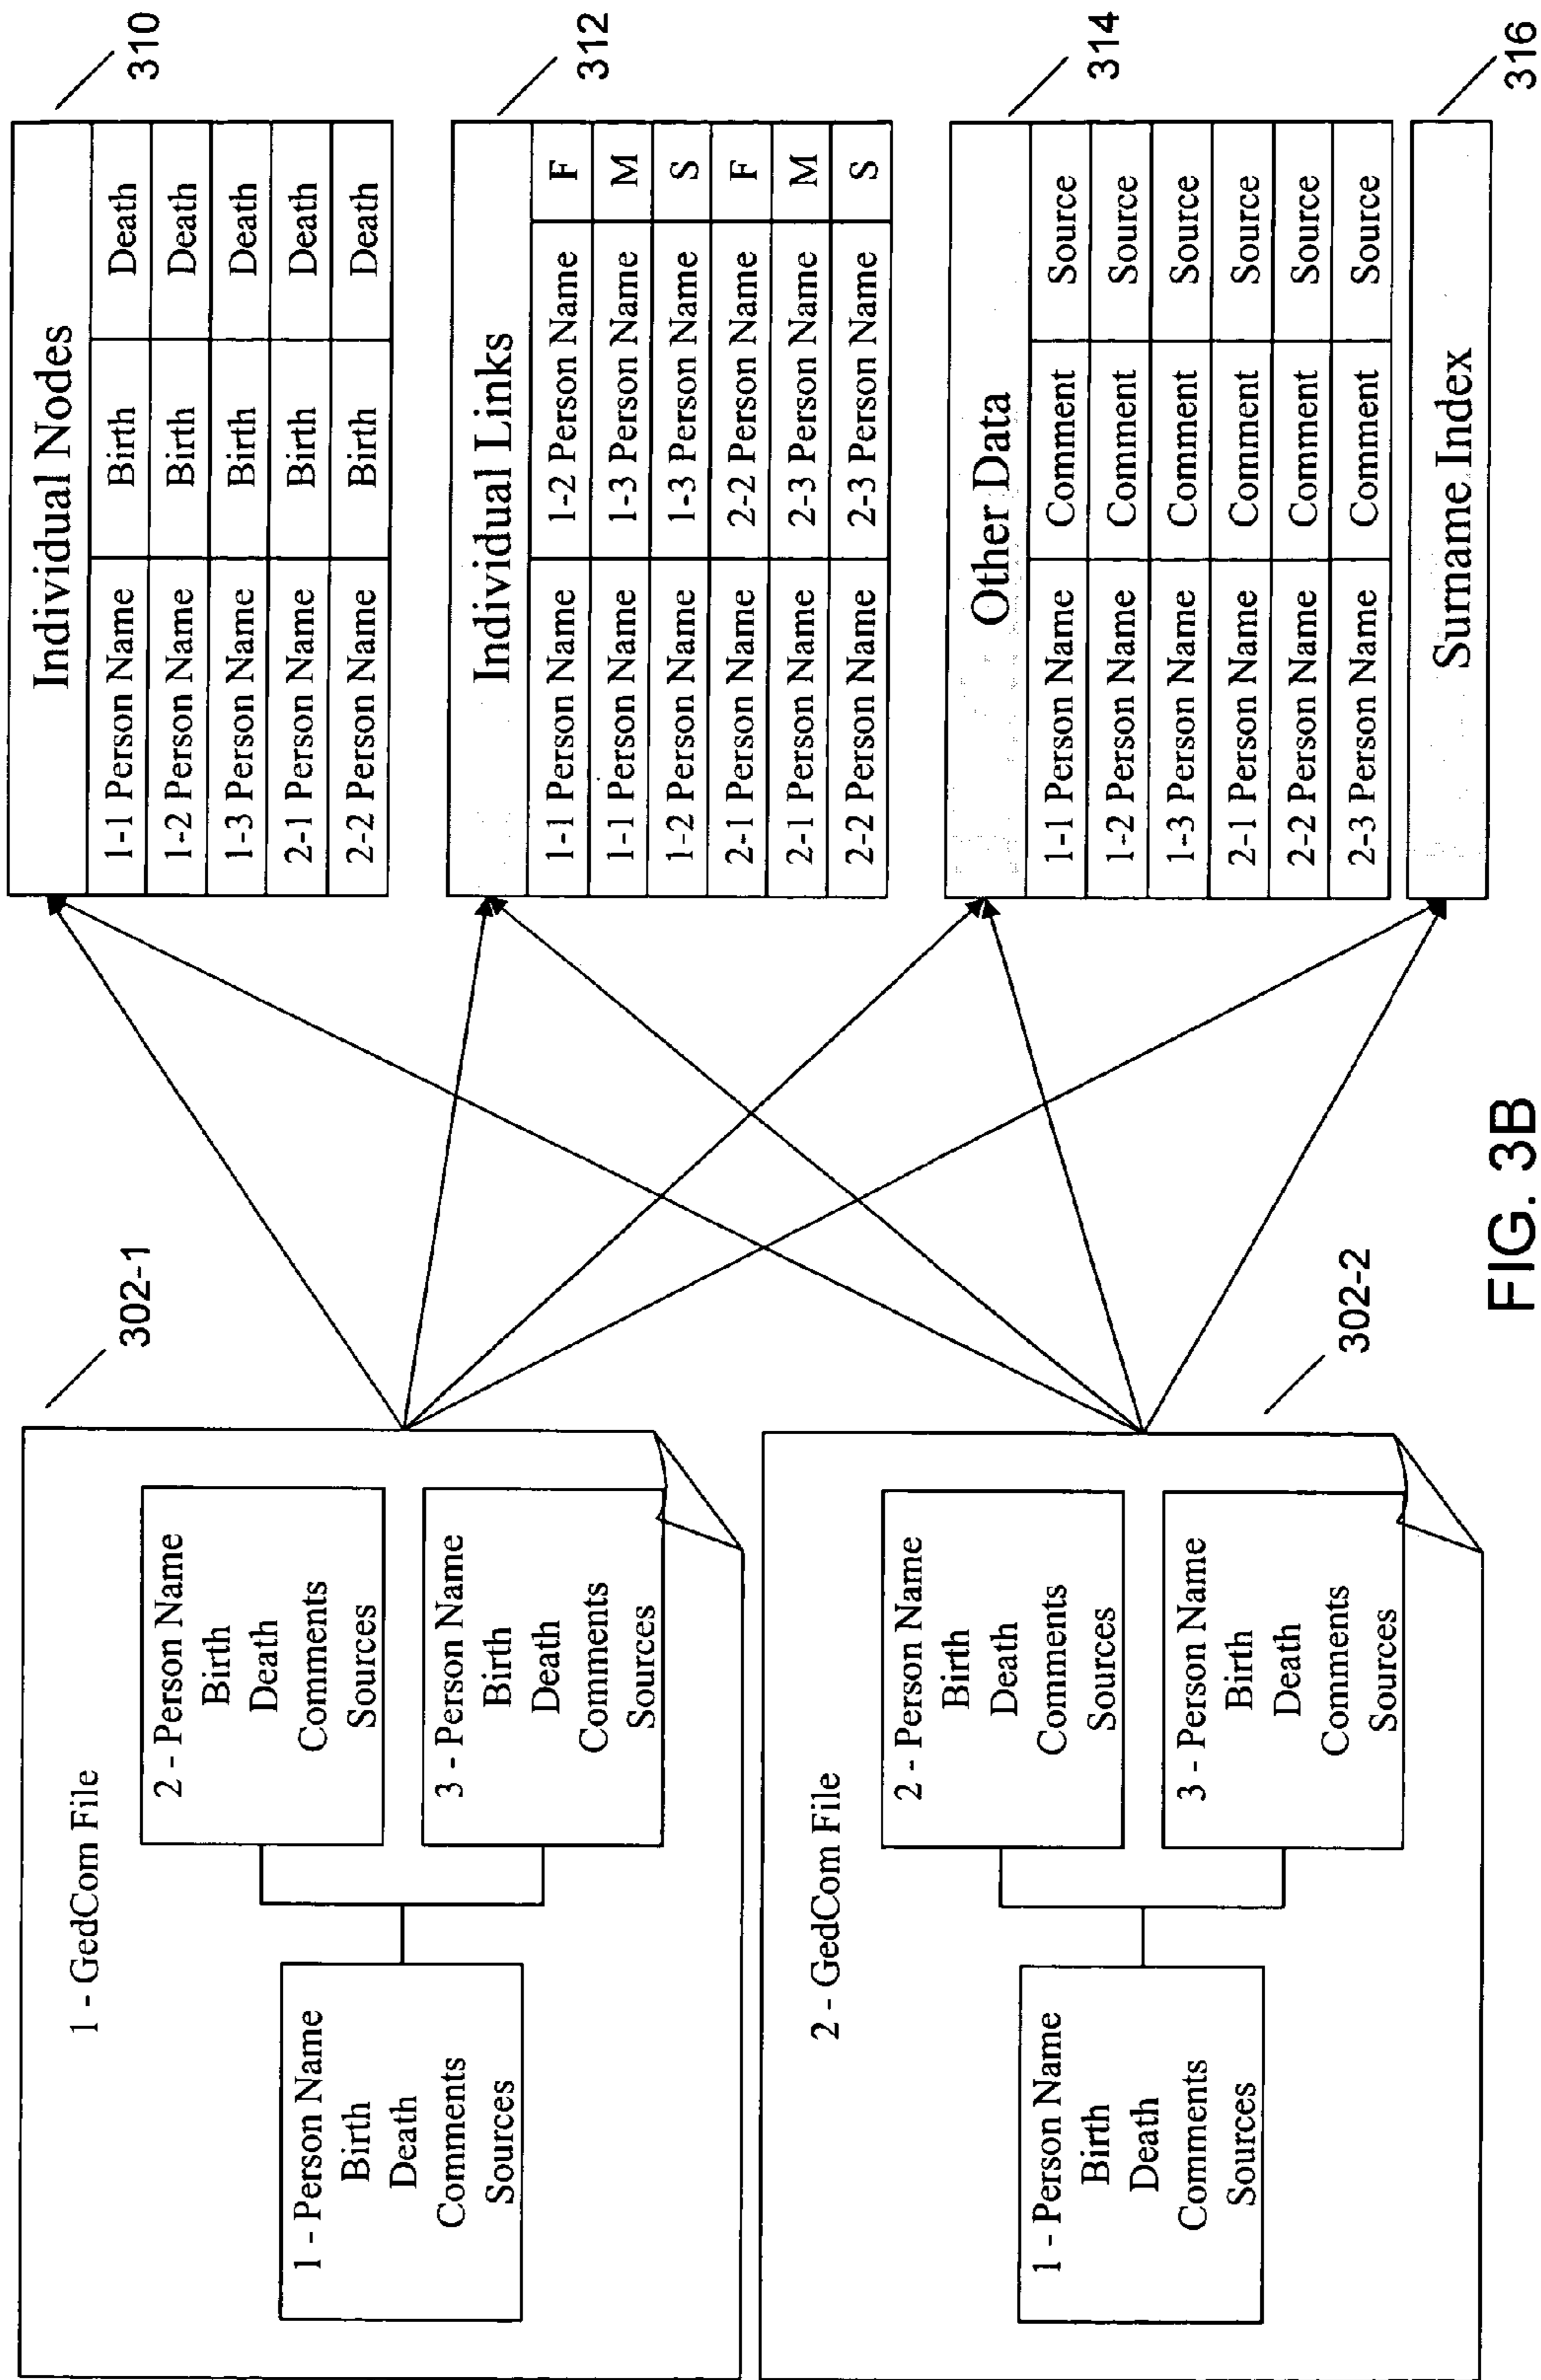 302-1
1 - GedCom File
1 - Person Name
Birth
Death
Comments
Sources
2 - Person Name
Birth
Death
Comments
Sources
3 - Person Name
Birth
Death
Comments
Sources
302-2
2 - GedCom File
1 - Person Name
Birth
Death
Comments
Sources
2 - Person Name
Birth
Death
Comments
Sources
3 - Person Name
Birth
Death
Comments
Sources
310
Individual Nodes
1-1 Person Name Birth Death
1-2 Person Name Birth Death
1-3 Person Name Birth Death
2-1 Person Name Birth Death
2-2 Person Name Birth Death
312
Individual Links
1-1 Person Name 1-2 Person Name F
1-1 Person Name 1-3 Person Name M
1-2 Person Name 1-3 Person Name S
2-1 Person Name 2-2 Person Name F
2-1 Person Name 2-3 Person Name M
2-2 Person Name 2-3 Person Name S
314
Other Data
1-1 Person Name Comment Source
1-2 Person Name Comment Source
1-3 Person Name Comment Source
2-1 Person Name Comment Source
2-2 Person Name Comment Source
2-3 Person Name Comment Source
316
Surname Index
FIG. 3B